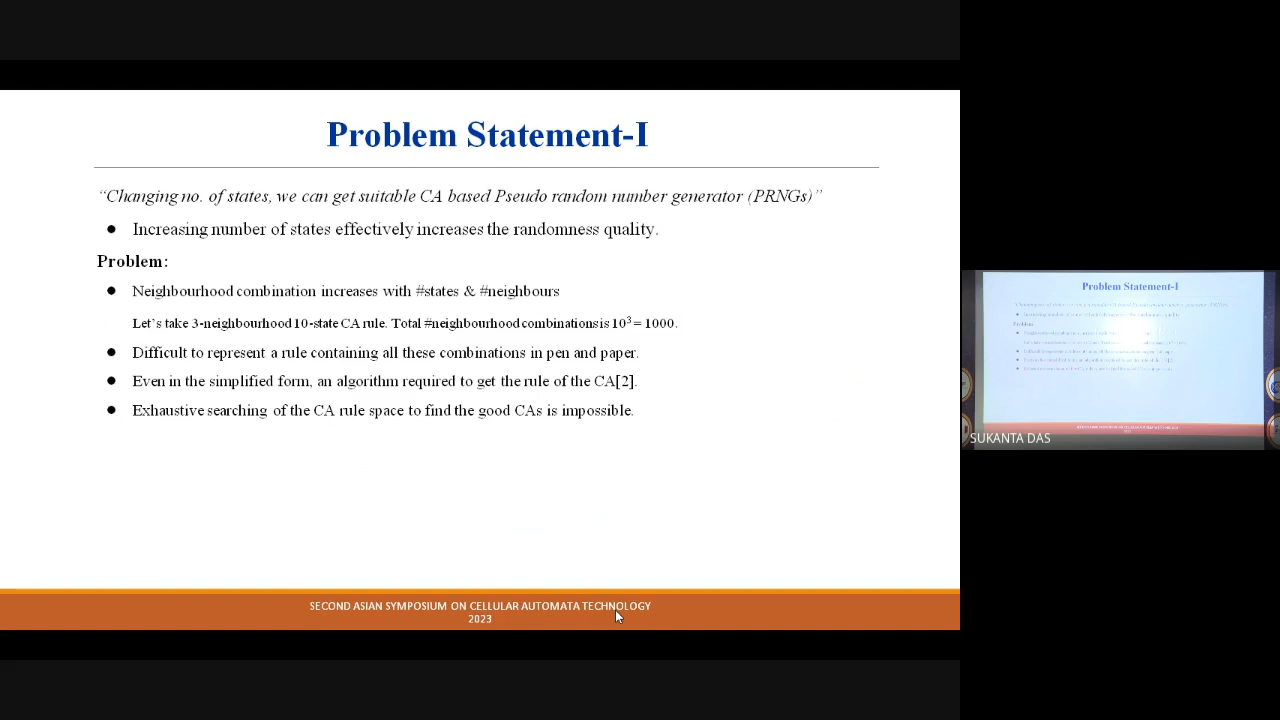 Problem Statement-I
“Changing no. of states, we can get suitable CA based Pseudo random number generator (PRNGs)”
● Increasing number of states effectively increases the randomness quality.
Problem:
● Neighbourhood combination increases with #states & #neighbours
Let’s take 3-neighbourhood 10-state CA rule. Total #neighbourhood combinations is 10³ = 1000.
● Difficult to represent a rule containing all these combinations in pen and paper.
● Even in the simplified form, an algorithm required to get the rule of the CA[2].
● Exhaustive searching of the CA rule space to find the good CAs is impossible.
SECOND ASIAN SYMPOSIUM ON CELLULAR AUTOMATA TECHNOLOGY
2023
Problem Statement-I
SUKANTA DAS